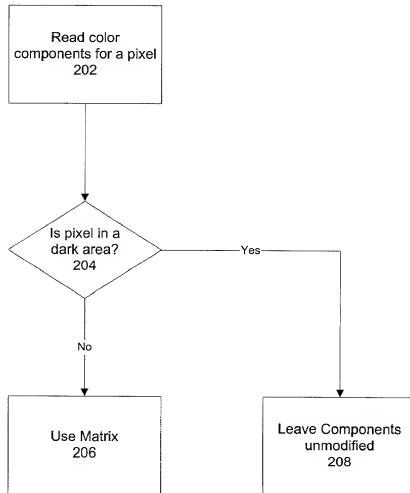 Read color
components for a pixel
202
Is pixel in a
dark area?
204
Yes
No
Use Matrix
206
Leave Components
unmodified
208